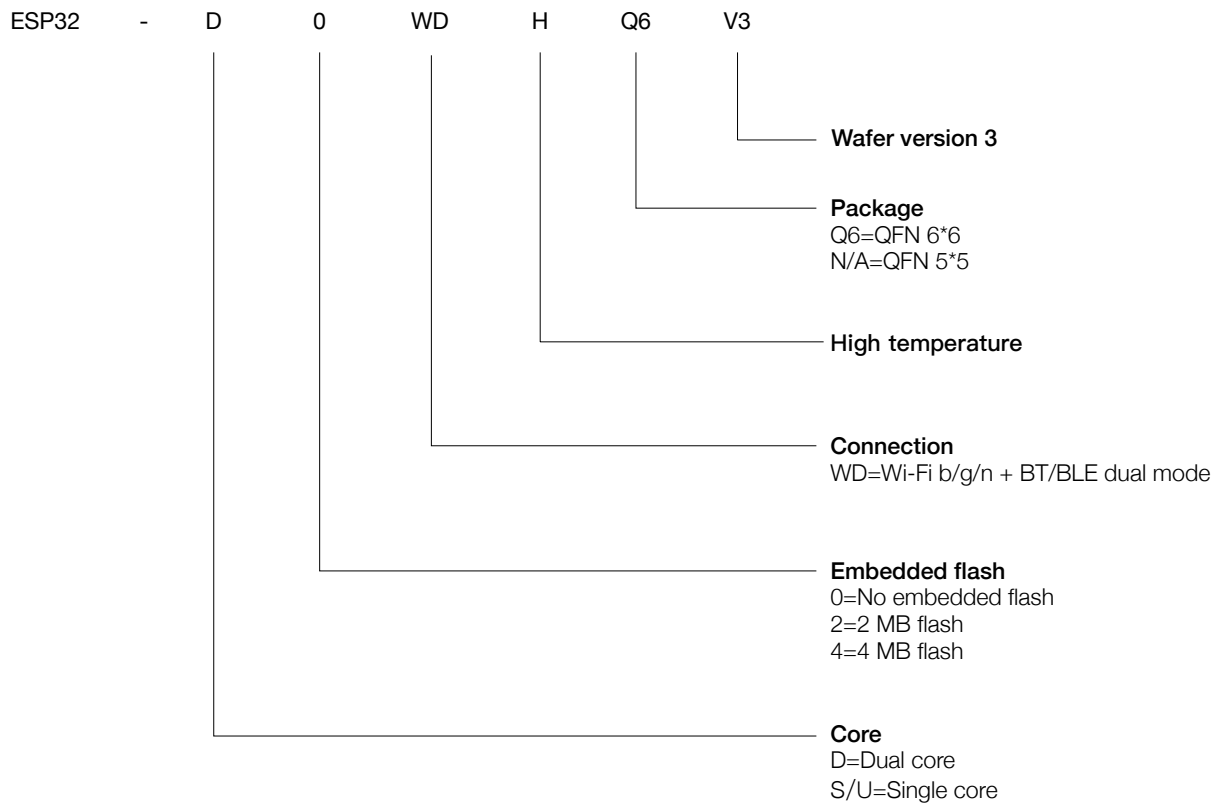 ESP32 - D 0 WD H Q6 V3
Wafer version 3
Package
Q6=QFN 6*6
N/A=QFN 5*5
High temperature
Connection
WD=Wi-Fi b/g/n + BT/BLE dual mode
Embedded flash
0=No embedded flash
2=2 MB flash
4=4 MB flash
Core
D=Dual core
S/U=Single core